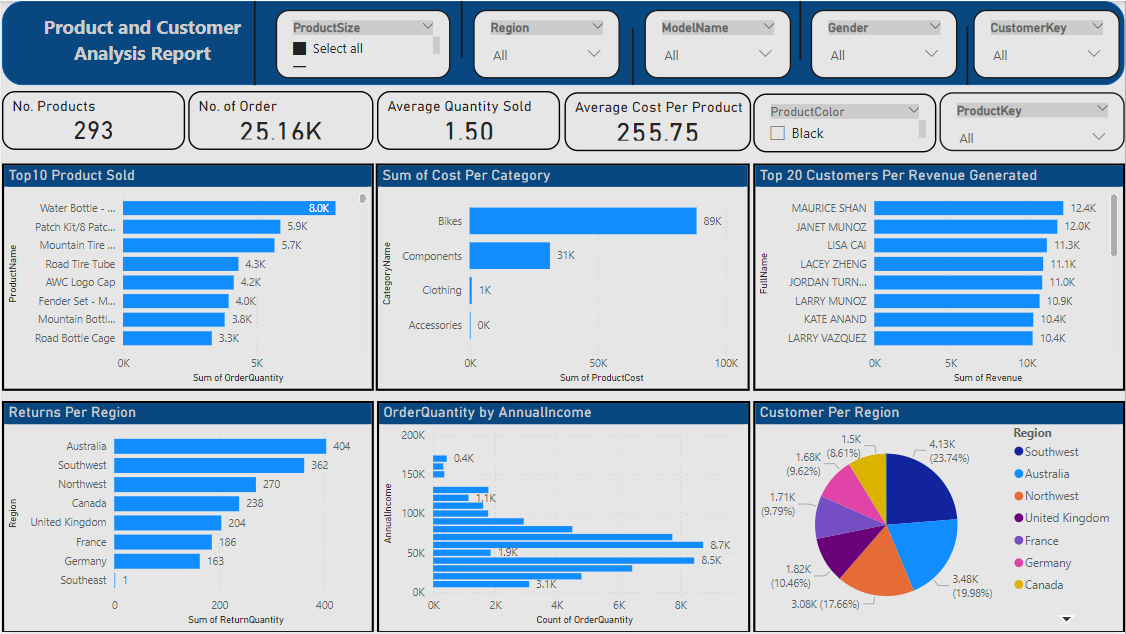 Product and Customer
Analysis Report
ProductSize
Select all
Region
All
ModelName
All
Gender
All
CustomerKey
All
No. Products
293
No. of Order
25.16K
Average Quantity Sold
1.50
Average Cost Per Product
255.75
ProductColor
Black
ProductKey
All
Top10 Product Sold
ProductName
Water Bottle - ... 8.0K
Patch Kit/8 Patc... 5.9K
Mountain Tire ... 5.7K
Road Tire Tube 4.3K
AWC Logo Cap 4.2K
Fender Set - M... 4.0K
Mountain Bottl... 3.8K
Road Bottle Cage 3.3K
0K 5K
Sum of OrderQuantity
Sum of Cost Per Category
CategoryName
Bikes 89K
Components 31K
Clothing 1K
Accessories 0K
0K 50K 100K
Sum of ProductCost
Top 20 Customers Per Revenue Generated
FullName
MAURICE SHAN 12.4K
JANET MUNOZ 12.0K
LISA CAI 11.3K
LACEY ZHENG 11.1K
JORDAN TURN... 11.0K
LARRY MUNOZ 10.9K
KATE ANAND 10.4K
LARRY VAZQUEZ 10.4K
0K 5K 10K
Sum of Revenue
Returns Per Region
Region
Australia 404
Southwest 362
Northwest 270
Canada 238
United Kingdom 204
France 186
Germany 163
Southeast 1
0 200 400
Sum of ReturnQuantity
OrderQuantity by AnnualIncome
AnnualIncome
200K
0.4K
150K
1.1K
100K
8.7K
50K 1.9K
8.5K
3.1K
0K
0K 2K 4K 6K 8K
Count of OrderQuantity
Customer Per Region
4.13K
(23.74%)
3.48K
(19.98%)
3.08K (17.66%)
1.82K
(10.46%)
1.71K
(9.79%)
1.68K
(9.62%)
1.5K
(8.61%)
Region
Southwest
Australia
Northwest
United Kingdom
France
Germany
Canada